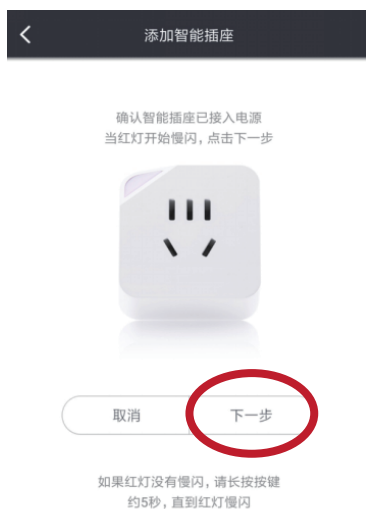 添加智能插座
确认智能插座已接入电源
当红灯开始慢闪，点击下一步
取消 下一步
如果红灯没有慢闪，请长按按键
约5秒，直到红灯慢闪